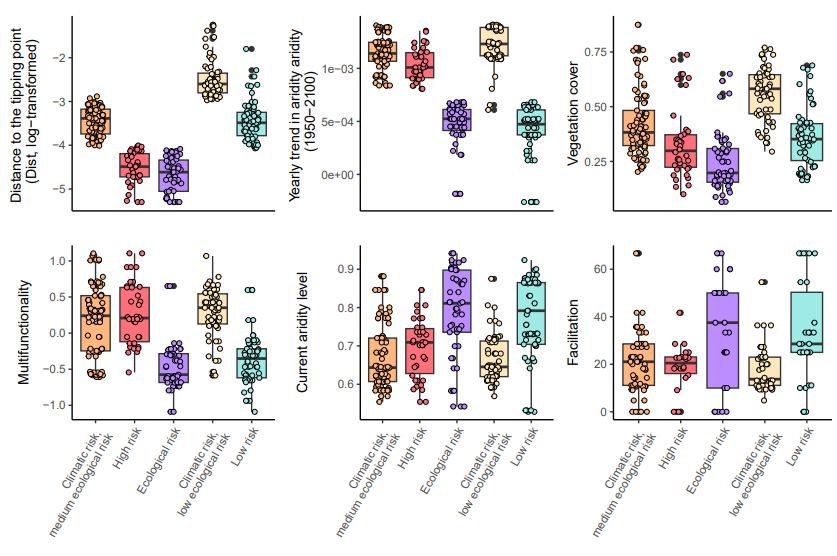 Distance to the tipping point
(Dist, log−transformed)
−2
−3
−4
−5
Yearly trend in aridity aridity
(1950−2100)
1e−03
5e−04
0e+00
Vegetation cover
0.75
0.50
0.25
Multifunctionality
1.0
0.5
0.0
−0.5
−1.0
Climatic risk,
medium ecological risk
High risk
Ecological risk
Climatic risk,
low ecological risk
Low risk
Current aridity level
0.9
0.8
0.7
0.6
Climatic risk,
medium ecological risk
High risk
Ecological risk
Climatic risk,
low ecological risk
Low risk
Facilitation
60
40
20
0
Climatic risk,
medium ecological risk
High risk
Ecological risk
Climatic risk,
low ecological risk
Low risk